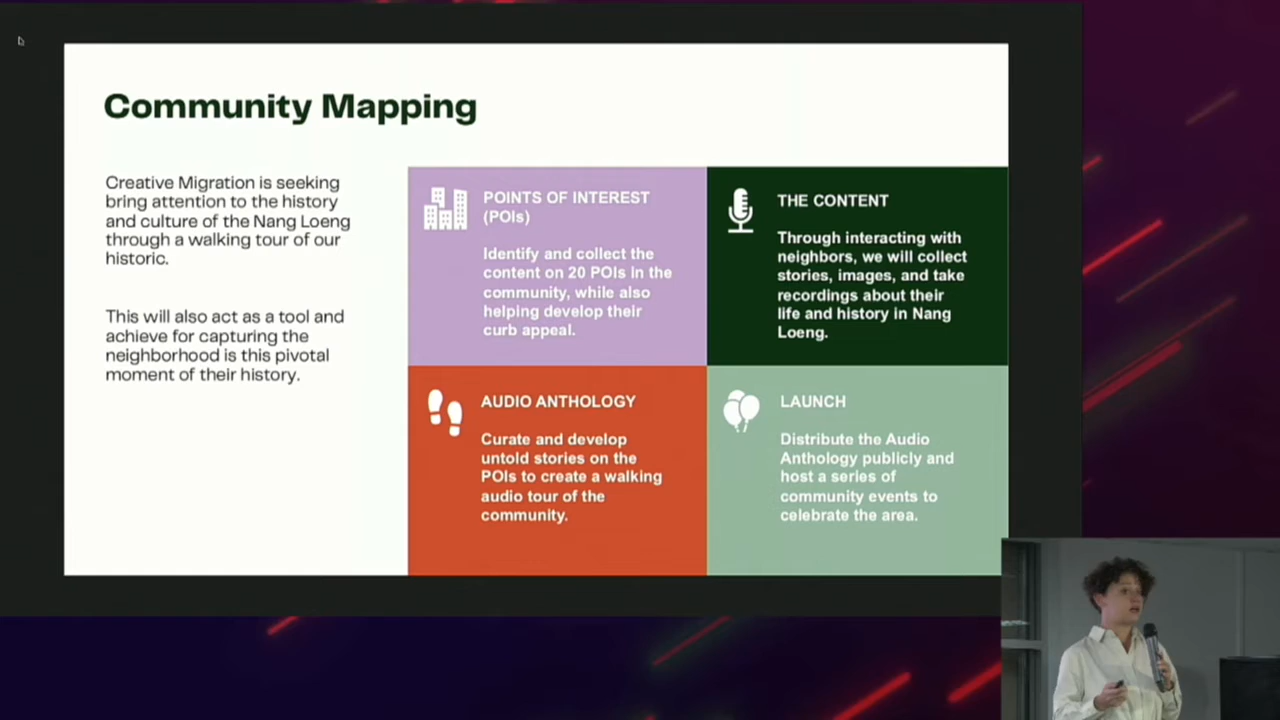 Community Mapping
Creative Migration is seeking
bring attention to the history
and culture of the Nang Loeng
through a walking tour of our
historic.
This will also act as a tool and
achieve for capturing the
neighborhood is this pivotal
moment of their history.
POINTS OF INTEREST
(POIs)
Identify and collect the
content on 20 POIs in the
community, while also
helping develop their
curb appeal.
THE CONTENT
Through interacting with
neighbors, we will collect
stories, images, and take
recordings about their
life and history in Nang
Loeng.
AUDIO ANTHOLOGY
Curate and develop
untold stories on the
POIs to create a walking
audio tour of the
community.
LAUNCH
Distribute the Audio
Anthology publicly and
host a series of
community events to
celebrate the area.